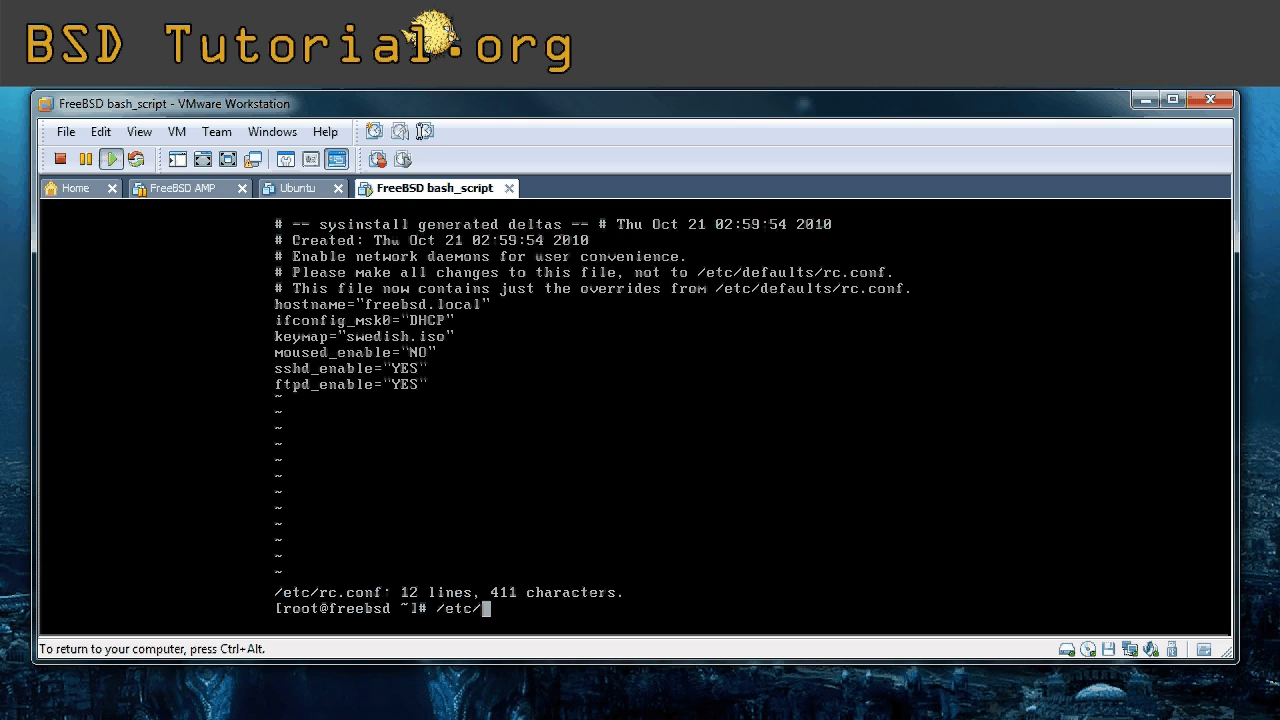 BSD Tutorial.org
FreeBSD bash_script - VMware Workstation
File Edit View VM Team Windows Help
Home FreeBSD AMP Ubuntu FreeBSD bash_script
# -- sysinstall generated deltas -- # Thu Oct 21 02:59:54 2010
# Created: Thu Oct 21 02:59:54 2010
# Enable network daemons for user convenience.
# Please make all changes to this file, not to /etc/defaults/rc.conf.
# This file now contains just the overrides from /etc/defaults/rc.conf.
hostname="freebsd.local"
ifconfig_msk0="DHCP"
keymap="swedish.iso"
moused_enable="NO"
sshd_enable="YES"
ftpd_enable="YES"
~
~
~
~
~
~
~
~
~
~
~
~
/etc/rc.conf: 12 lines, 411 characters.
[root@freebsd ~]# /etc/
To return to your computer, press Ctrl+Alt.